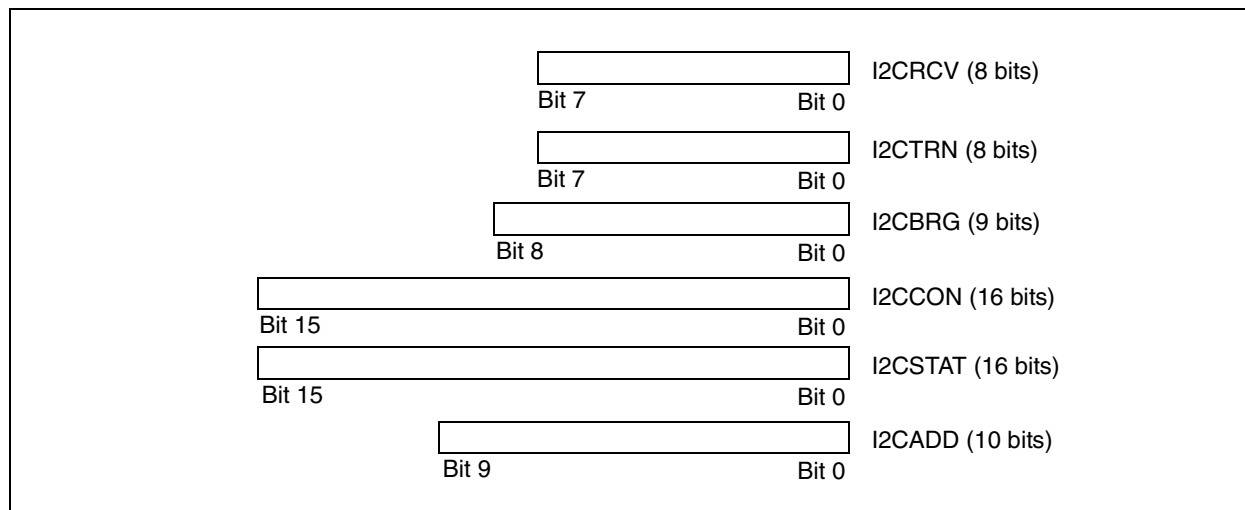 I2CRCV (8 bits)
Bit 7 Bit 0
I2CTRN (8 bits)
Bit 7 Bit 0
I2CBRG (9 bits)
Bit 8 Bit 0
I2CCON (16 bits)
Bit 15 Bit 0
I2CSTAT (16 bits)
Bit 15 Bit 0
I2CADD (10 bits)
Bit 9 Bit 0